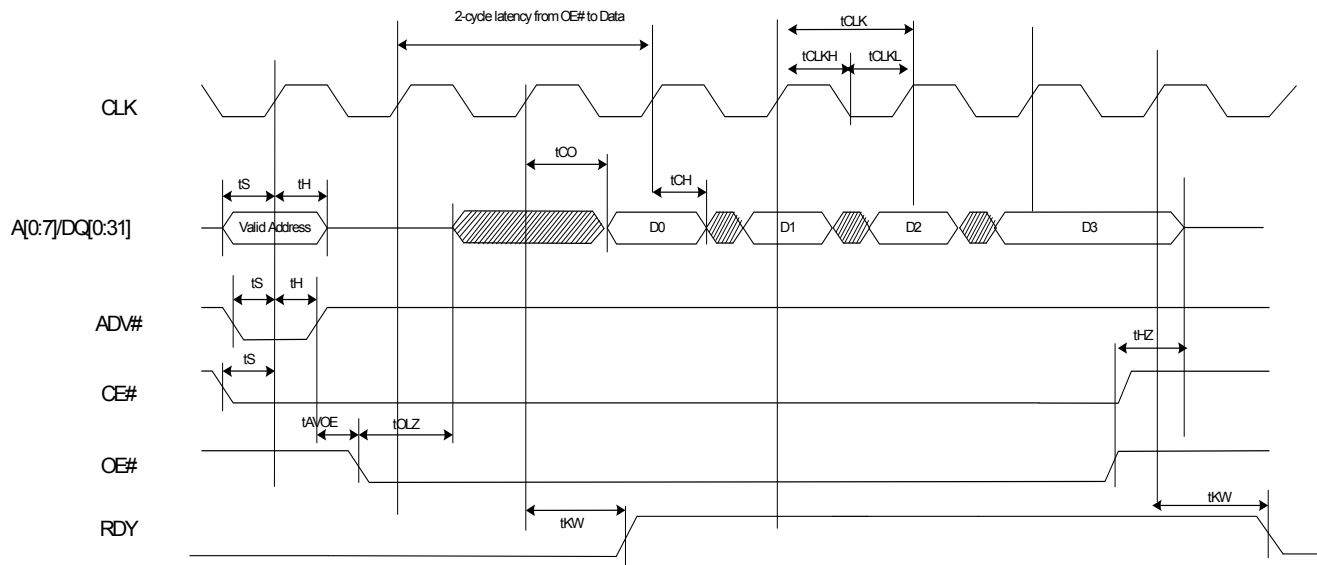 2-cycle latency from OE# to Data
tCLK
tCLKH
tCLKL
CLK
tCO
tS
tH
tCH
A[0:7]/DQ[0:31]
Valid Address
D0
D1
D2
D3
tS
tH
ADV#
tHZ
tS
CE#
tAVOE
tOLZ
OE#
tKW
tKW
RDY